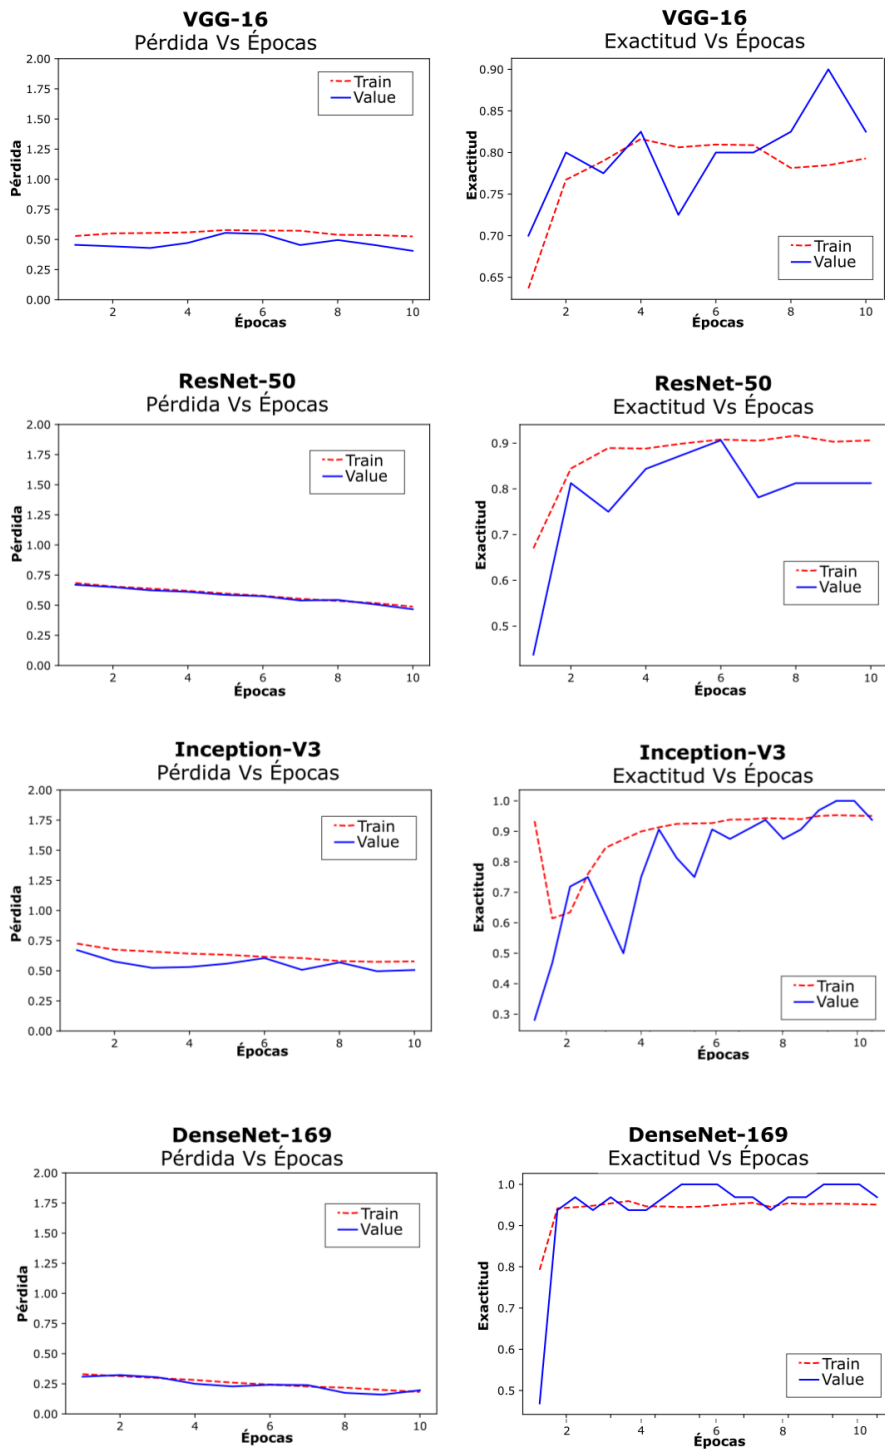 VGG-16
Pérdida Vs Épocas
2.00
1.75
1.50
1.25
1.00
0.75
0.50
0.25
0.00
Pérdida
Train
Value
2
4
6
8
10
Épocas
VGG-16
Exactitud Vs Épocas
0.90
0.85
0.80
0.75
0.70
0.65
Exactitud
Train
Value
2
4
6
8
10
Épocas
ResNet-50
Pérdida Vs Épocas
2.00
1.75
1.50
1.25
1.00
0.75
0.50
0.25
0.00
Pérdida
Train
Value
2
4
6
8
10
Épocas
ResNet-50
Exactitud Vs Épocas
0.9
0.8
0.7
0.6
0.5
Exactitud
Train
Value
2
4
6
8
10
Épocas
Inception-V3
Pérdida Vs Épocas
2.00
1.75
1.50
1.25
1.00
0.75
0.50
0.25
0.00
Pérdida
Train
Value
2
4
6
8
10
Épocas
Inception-V3
Exactitud Vs Épocas
1.0
0.9
0.8
0.7
0.6
0.5
0.4
0.3
Exactitud
Train
Value
2
4
6
8
10
Épocas
DenseNet-169
Pérdida Vs Épocas
2.00
1.75
1.50
1.25
1.00
0.75
0.50
0.25
0.00
Pérdida
Train
Value
2
4
6
8
10
Épocas
DenseNet-169
Exactitud Vs Épocas
1.0
0.9
0.8
0.7
0.6
0.5
Exactitud
Train
Value
2
4
6
8
10
Épocas